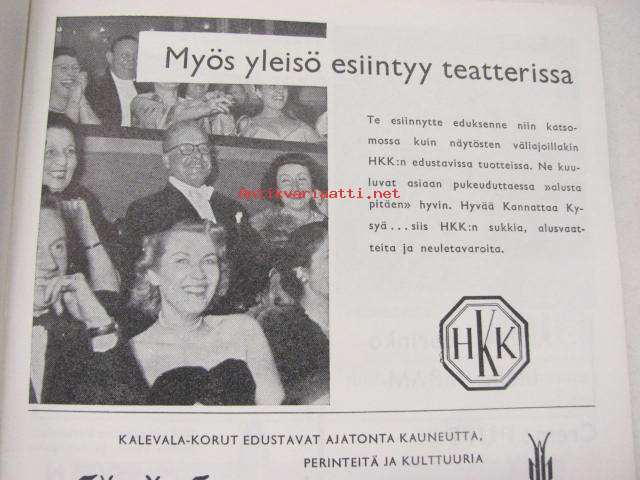 Myös yleisö esiintyy teatterissa
Te esiinnytte eduksenne niin katso-
mossa kuin näytösten väliajoillakin
HKK:n edustavissa tuotteissa. Ne kuu-
luvat asiaan pukeuduttaessa »alusta
pitäen» hyvin. Hyvää Kannattaa Ky-
syä... siis HKK:n sukkia, alusvaat-
teita ja neuletavaroita.
Antikvariaatti.net
HKK
KALEVALA-KORUT EDUSTAVAT AJATONTA KAUNEUTTA,
PERINTEITÄ JA KULTTUURIA